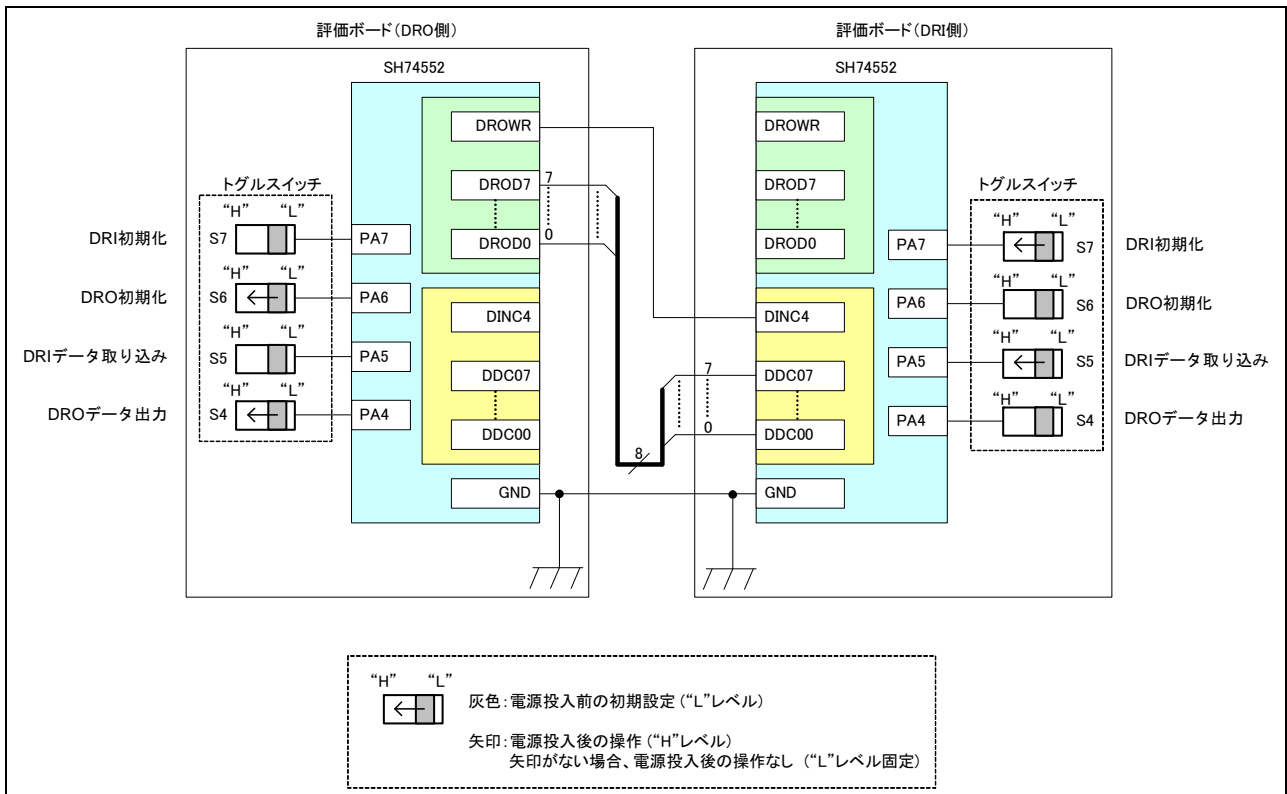 評価ボード(DRO側)
SH74552
DROWR
DROD7
7
DROD0
0
DINC4
DDC07
DDC00
GND
8
トグルスイッチ
"H" "L"
DRI初期化 S7 PA7
"H" "L"
DRO初期化 S6 PA6
"H" "L"
DRIデータ取り込み S5 PA5
"H" "L"
DROデータ出力 S4 PA4
評価ボード(DRI側)
SH74552
DROWR
DROD7
DROD0
DINC4
7
DDC07
0
DDC00
GND
トグルスイッチ
"H" "L"
PA7 S7 DRI初期化
"H" "L"
PA6 S6 DRO初期化
"H" "L"
PA5 S5 DRIデータ取り込み
"H" "L"
PA4 S4 DROデータ出力
"H" "L"
灰色:電源投入前の初期設定("L"レベル)
矢印:電源投入後の操作("H"レベル)
矢印がない場合、電源投入後の操作なし ("L"レベル固定)